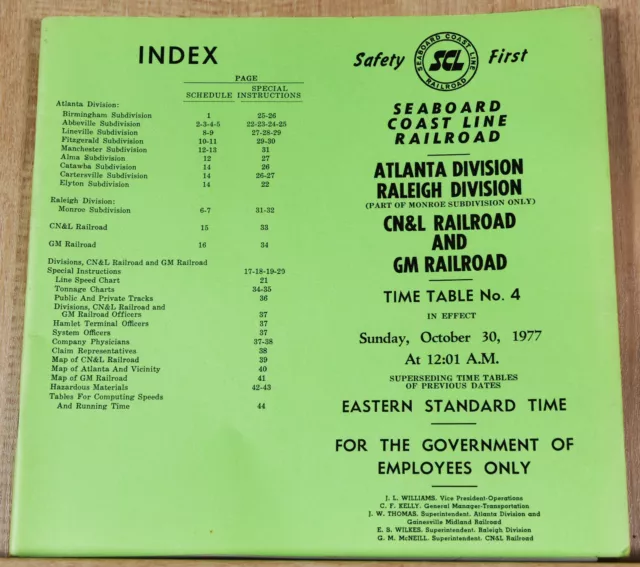 INDEX
PAGE
SCHEDULE SPECIAL INSTRUCTIONS
Atlanta Division:
Birmingham Subdivision 1 25-26
Abbeville Subdivision 2-3-4-5 22-23-24-25
Lineville Subdivision 8-9 27-28-29
Fitzgerald Subdivision 10-11 29-30
Manchester Subdivision 12-13 31
Alma Subdivision 12 27
Catawba Subdivision 14 26
Cartersville Subdivision 14 26-27
Elyton Subdivision 14 22
Raleigh Division:
Monroe Subdivision 6-7 31-32
CN&L Railroad 15 33
GM Railroad 16 34
Divisions, CN&L Railroad and GM Railroad
Special Instructions 17-18-19-29
Line Speed Chart 21
Tonnage Charts 34-35
Public And Private Tracks 36
Divisions, CN&L Railroad and
GM Railroad Officers 37
Hamlet Terminal Officers 37
System Officers 37
Company Physicians 37-38
Claim Representatives 38
Map of CN&L Railroad 39
Map of Atlanta And Vicinity 40
Map of GM Railroad 41
Hazardous Materials 42-43
Tables For Computing Speeds
And Running Time 44
Safety First
SEABOARD COAST LINE RAILROAD
SCL
SEABOARD
COAST LINE
RAILROAD
ATLANTA DIVISION
RALEIGH DIVISION
(PART OF MONROE SUBDIVISION ONLY)
CN&L RAILROAD
AND
GM RAILROAD
TIME TABLE No. 4
IN EFFECT
Sunday, October 30, 1977
At 12:01 A.M.
SUPERSEDING TIME TABLES
OF PREVIOUS DATES
EASTERN STANDARD TIME
FOR THE GOVERNMENT OF
EMPLOYEES ONLY
J. L. WILLIAMS. Vice President-Operations
C. F. KELLY. General Manager-Transportation
J. W. THOMAS. Superintendent. Atlanta Division and
Gainesville Midland Railroad
E. S. WILKES. Superintendent. Raleigh Division
G. M. McNEILL. Superintendent. CN&L Railroad